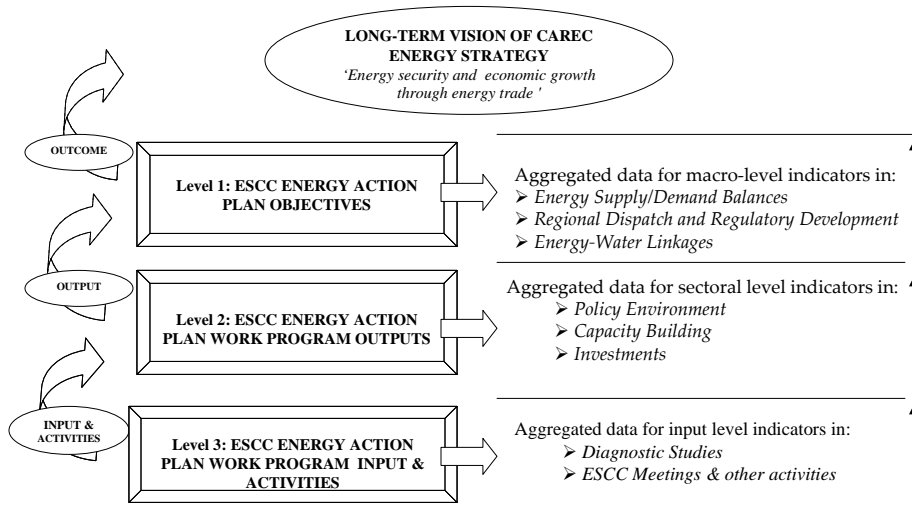 LONG-TERM VISION OF CAREC
ENERGY STRATEGY
‘Energy security and economic growth
through energy trade '
OUTCOME
Level 1: ESCC ENERGY ACTION
PLAN OBJECTIVES
Aggregated data for macro-level indicators in:
➢ Energy Supply/Demand Balances
➢ Regional Dispatch and Regulatory Development
➢ Energy-Water Linkages
OUTPUT
Level 2: ESCC ENERGY ACTION
PLAN WORK PROGRAM OUTPUTS
Aggregated data for sectoral level indicators in:
➢ Policy Environment
➢ Capacity Building
➢ Investments
INPUT &
ACTIVITIES
Level 3: ESCC ENERGY ACTION
PLAN WORK PROGRAM INPUT &
ACTIVITIES
Aggregated data for input level indicators in:
➢ Diagnostic Studies
➢ ESCC Meetings & other activities